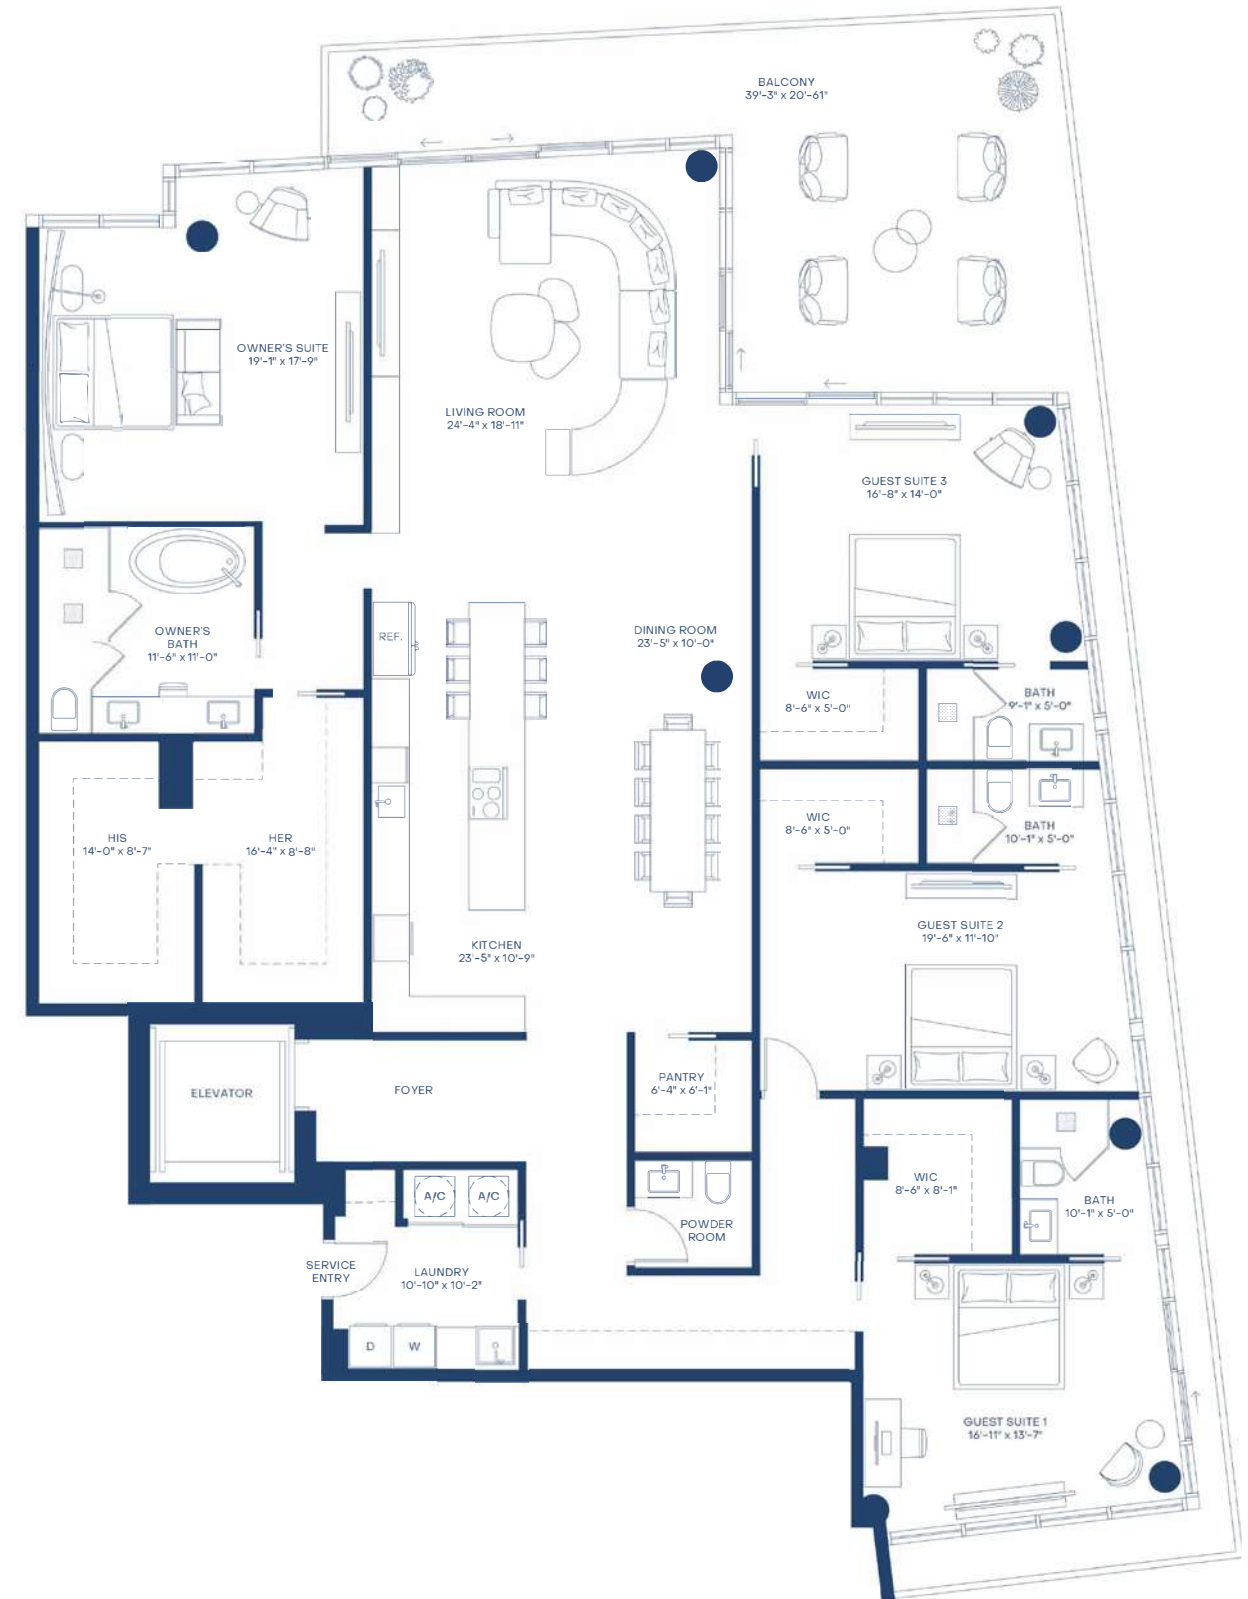 BALCONY
39'-3" x 20'-61"
OWNER'S SUITE
19'-1" x 17'-9"
LIVING ROOM
24'-4" x 18'-11"
GUEST SUITE 3
16'-8" x 14'-0"
OWNER'S
BATH
11'-6" x 11'-0"
REF.
DINING ROOM
23'-5" x 10'-0"
WIC
8'-6" x 5'-0"
BATH
9'-1" x 5'-0"
HIS
14'-0" x 8'-7"
HER
16'-4" x 8'-8"
WIC
8'-6" x 5'-0"
BATH
10'-1" x 5'-0"
KITCHEN
23'-5" x 10'-9"
GUEST SUITE 2
19'-6" x 11'-10"
ELEVATOR
FOYER
PANTRY
6'-4" x 6'-1"
A/C
A/C
WIC
8'-6" x 8'-1"
BATH
10'-1" x 5'-0"
POWDER
ROOM
SERVICE
ENTRY
LAUNDRY
10'-10" x 10'-2"
D
W
GUEST SUITE 1
16'-11" x 13'-7"